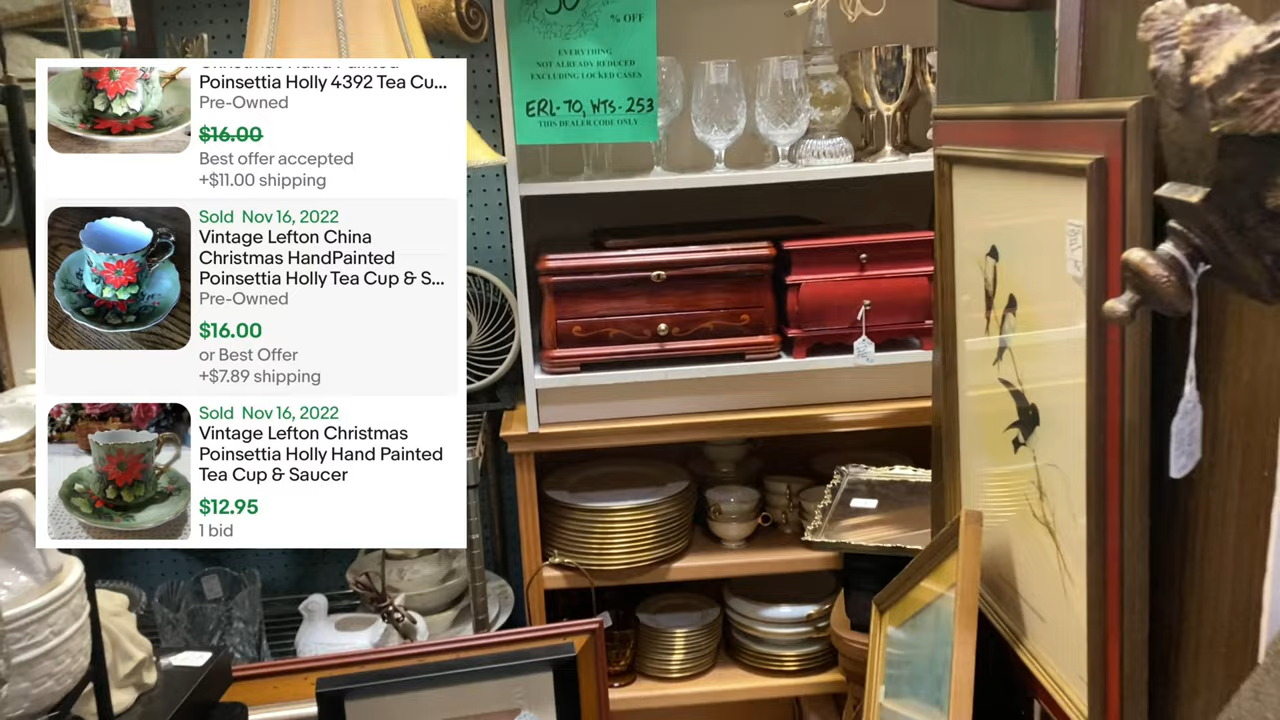 Poinsettia Holly 4392 Tea Cu...
Pre-Owned
$16.00
Best offer accepted
+$11.00 shipping
Sold Nov 16, 2022
Vintage Lefton China
Christmas HandPainted
Poinsettia Holly Tea Cup & S...
Pre-Owned
$16.00
or Best Offer
+$7.89 shipping
Sold Nov 16, 2022
Vintage Lefton Christmas
Poinsettia Holly Hand Painted
Tea Cup & Saucer
$12.95
1 bid
% OFF
EVERYTHING
NOT ALREADY REDUCED
EXCLUDING LOCKED CASES
ERL-70, WTS-253
THIS DEALER CODE ONLY